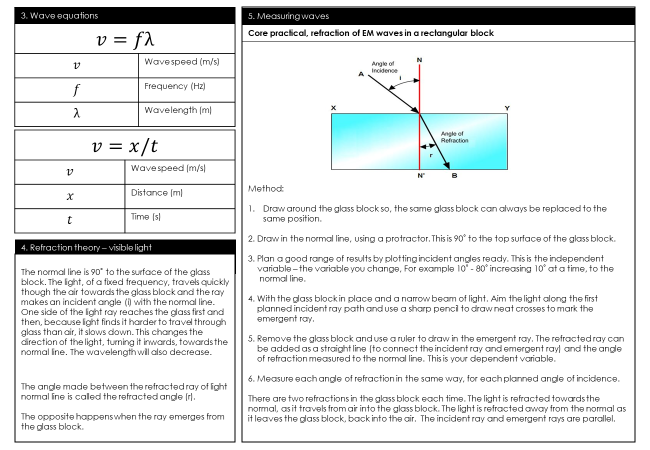 3. Wave equations
v = fλ
v Wavespeed (m/s)
f Frequency (Hz)
λ Wavelength (m)
v = x/t
v Wavespeed (m/s)
x Distance (m)
t Time (s)
4. Refraction theory – visible light
The normal line is 90° to the surface of the glass
block. The light, of a fixed frequency, travels quickly
though the air towards the glass block and the ray
makes an incident angle (i) with the normal line.
One side of the light ray reaches the glass first and
then, because light finds it harder to travel through
glass than air, it slows down. This changes the
direction of the light, turning it inwards, towards the
normal line. The wavelength will also decrease.
The angle made between the refracted ray of light
normal line is called the refracted angle (r).
The opposite happens when the ray emerges from
the glass block.
5. Measuring waves
Core practical, refraction of EM waves in a rectangular block
N
Angle of
Incidence
A
i
X
Y
Angle of
Refraction
r
N'
B
Method:
1. Draw around the glass block so, the same glass block can always be replaced to the
same position.
2. Draw in the normal line, using a protractor. This is 90° to the top surface of the glass block.
3. Plan a good range of results by plotting incident angles ready. This is the independent
variable – the variable you change, For example 10° - 80° increasing 10° at a time, to the
normal line.
4. With the glass block in place and a narrow beam of light. Aim the light along the first
planned incident ray path and use a sharp pencil to draw neat crosses to mark the
emergent ray.
5. Remove the glass block and use a ruler to draw in the emergent ray. The refracted ray can
be added as a straight line (to connect the incident ray and emergent ray) and the angle
of refraction measured to the normal line. This is your dependent variable.
6. Measure each angle of refraction in the same way, for each planned angle of incidence.
There are two refractions in the glass block each time. The light is refracted towards the
normal, as it travels from air into the glass block. The light is refracted away from the normal as
it leaves the glass block, back into the air. The incident ray and emergent rays are parallel.